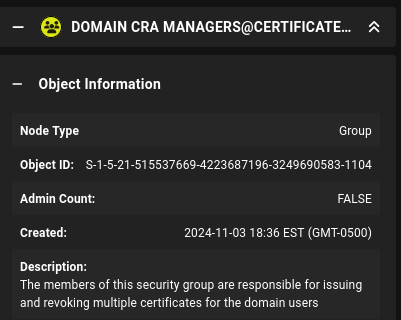 DOMAIN CRA MANAGERS@CERTIFICATE...
Object Information
Node Type Group
Object ID: S-1-5-21-515537669-4223687196-3249690583-1104
Admin Count: FALSE
Created: 2024-11-03 18:36 EST (GMT-0500)
Description:
The members of this security group are responsible for issuing
and revoking multiple certificates for the domain users